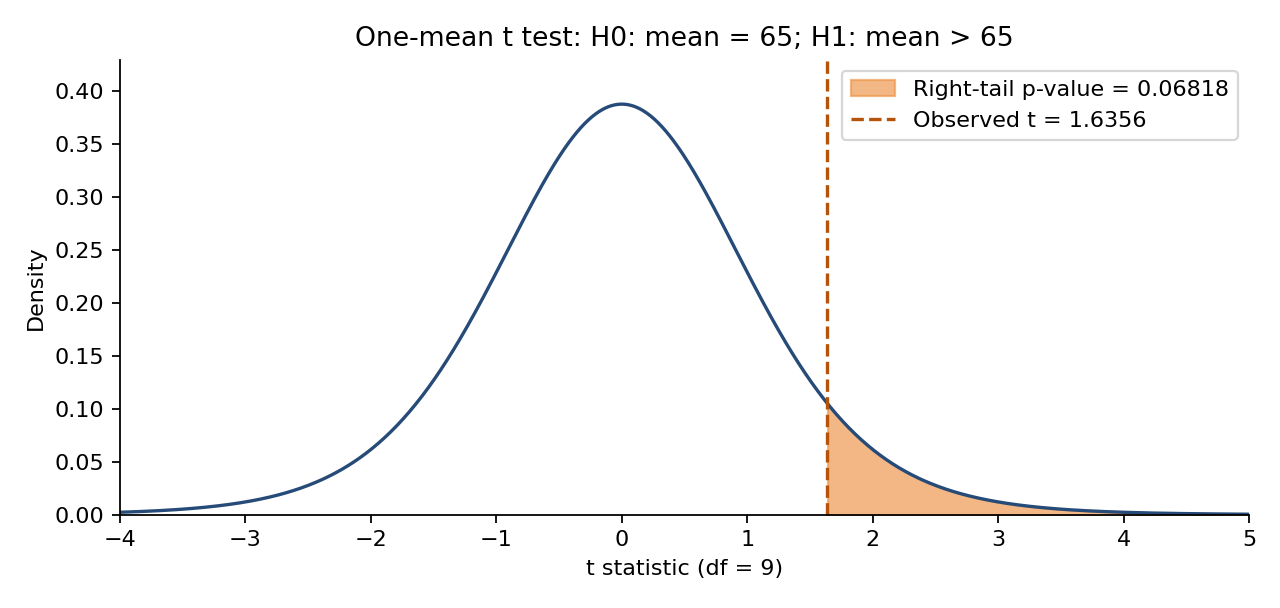 One-mean t test: H0: mean = 65; H1: mean > 65
Right-tail p-value = 0.06818
Observed t = 1.6356
Density
0.40
0.35
0.30
0.25
0.20
0.15
0.10
0.05
0.00
−4 −3 −2 −1 0 1 2 3 4 5
t statistic (df = 9)